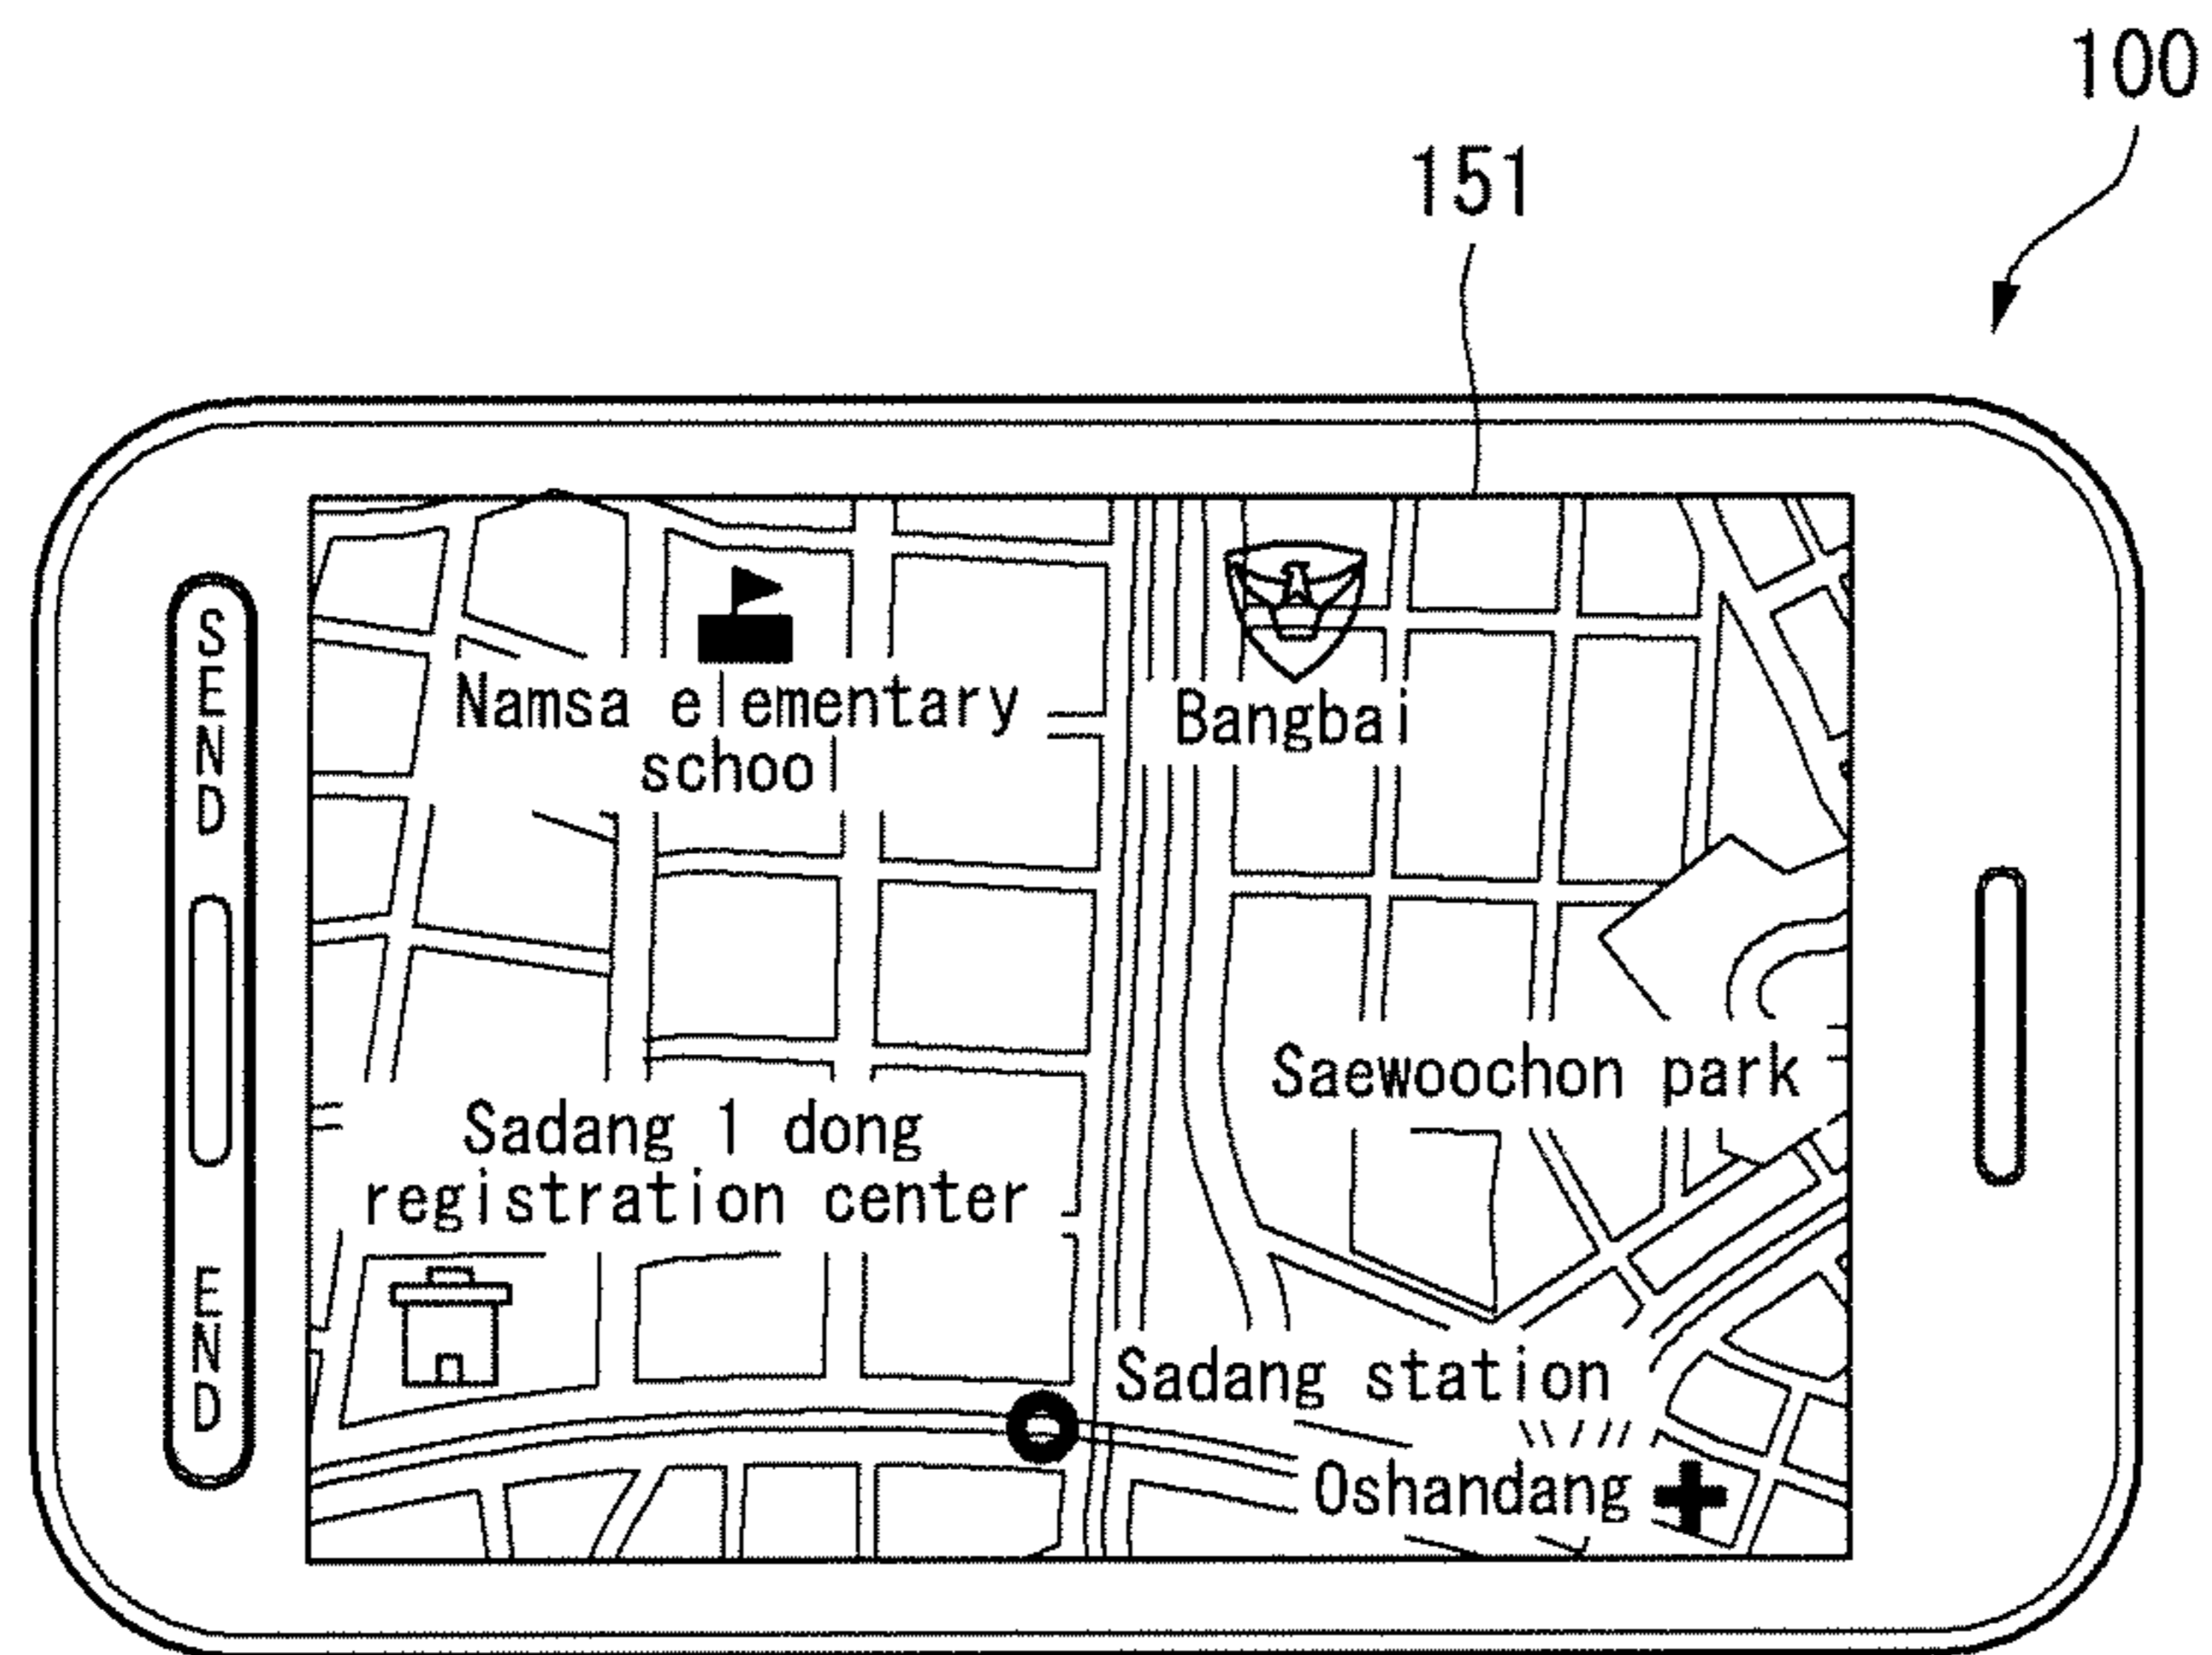 100
151
SEND
END
Namsa elementary
school
Bangbai
Saewoochon park
Sadang 1 dong
registration center
Sadang station
Oshandang